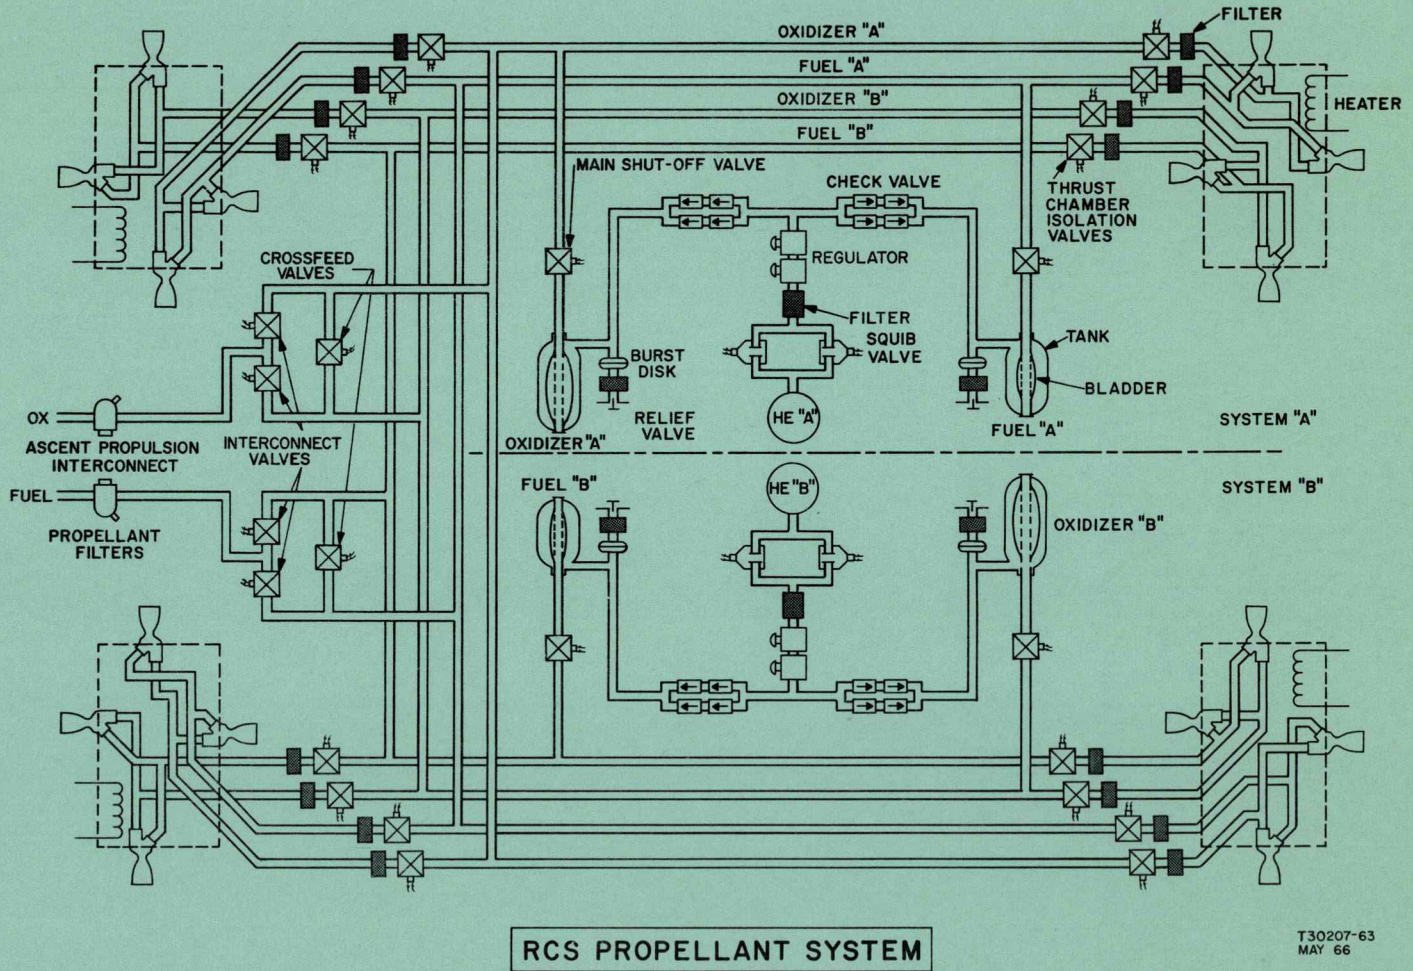 FILTER
OXIDIZER "A"
FUEL "A"
OXIDIZER "B"
FUEL "B"
HEATER
MAIN SHUT-OFF VALVE
CHECK VALVE
THRUST
CHAMBER
ISOLATION
VALVES
CROSSFEED
VALVES
REGULATOR
FILTER
SQUIB
VALVE
TANK
BURST
DISK
BLADDER
HE "A"
RELIEF
VALVE
OX
ASCENT PROPULSION
INTERCONNECT
INTERCONNECT
VALVES
OXIDIZER "A"
FUEL "A"
SYSTEM "A"
FUEL
PROPELLANT
FILTERS
FUEL "B"
HE "B"
OXIDIZER "B"
SYSTEM "B"
RCS PROPELLANT SYSTEM
T30207-63
MAY 66